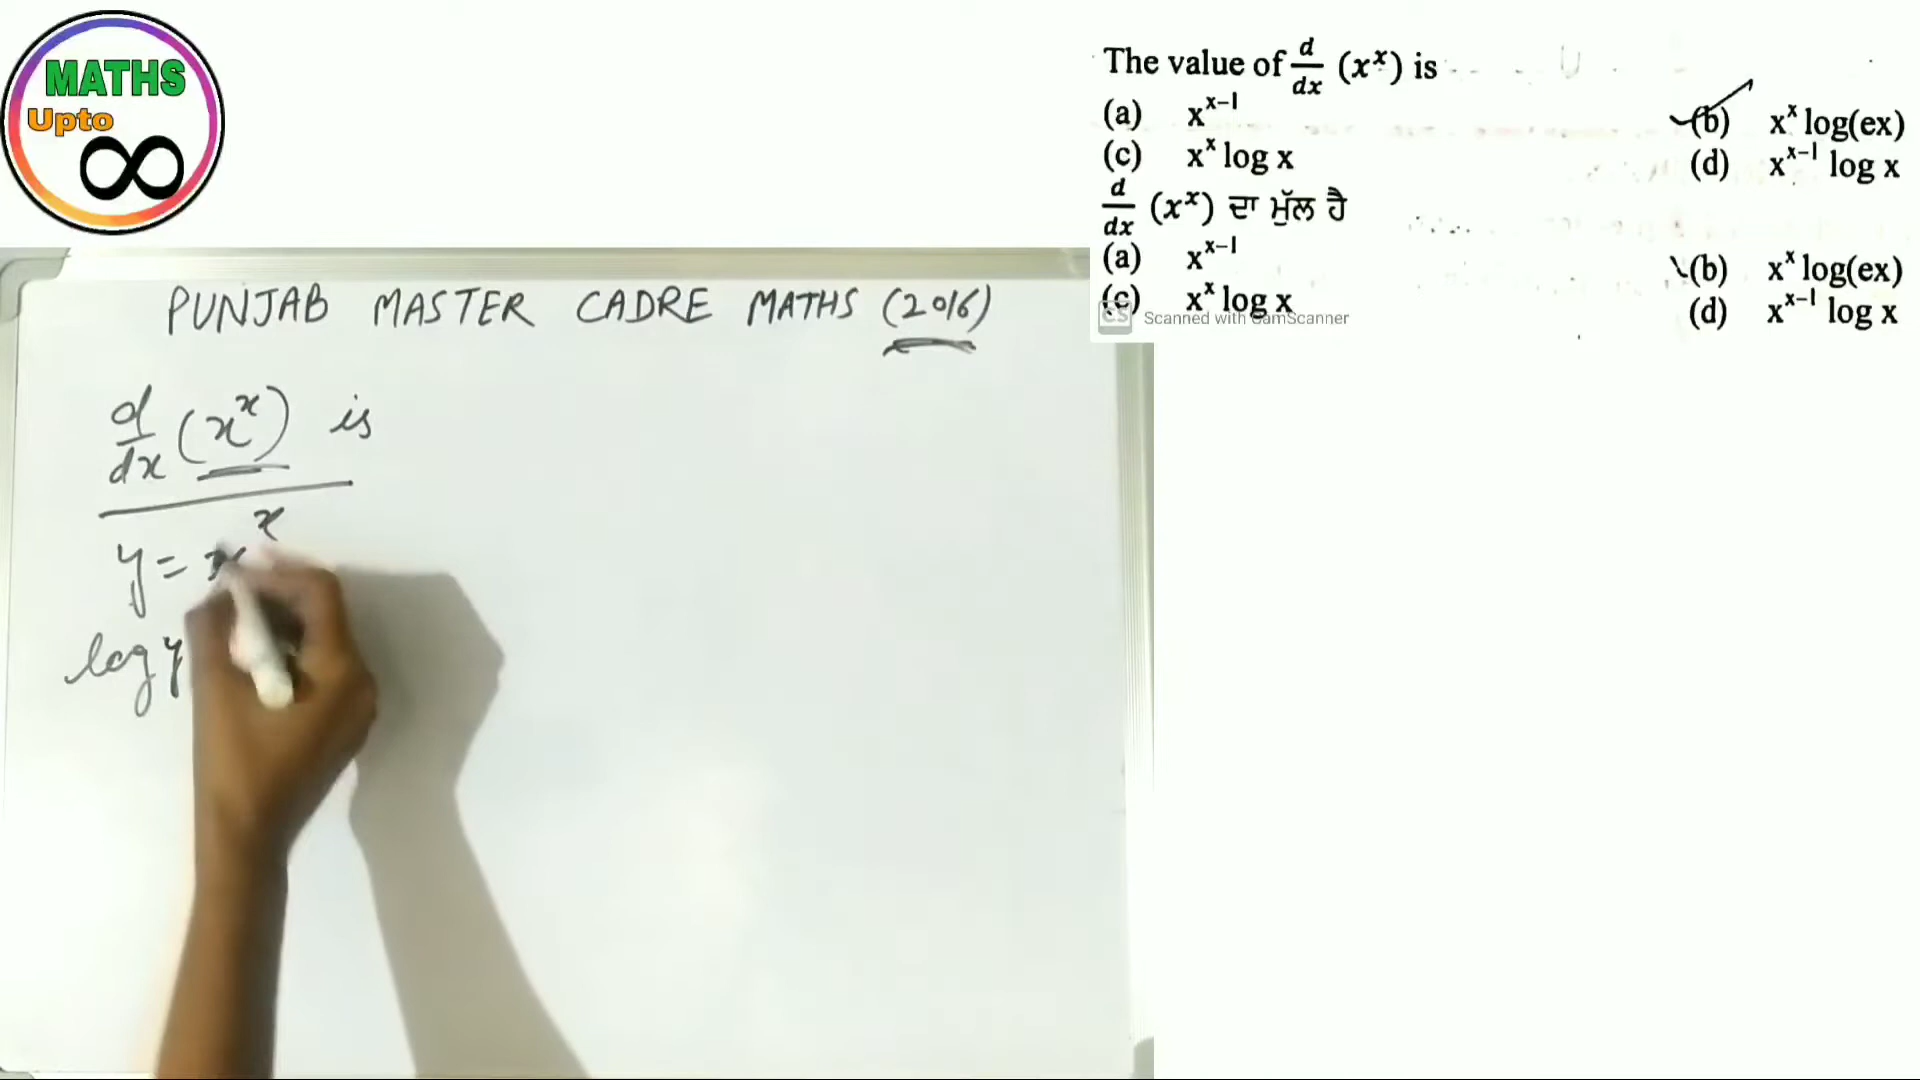 MATHS
Upto
∞
The value of d/dx (x^x) is
(a) x^{x-1} (b) x^x log(ex)
(c) x^x log x (d) x^{x-1} log x
d/dx (x^x) ਦਾ ਮੁੱਲ ਹੈ
(a) x^{x-1} (b) x^x log(ex)
(c) x^x log x (d) x^{x-1} log x
CS Scanned with CamScanner
PUNJAB MASTER CADRE MATHS (2016)
d/dx (x^x) is
y = x^x
log y